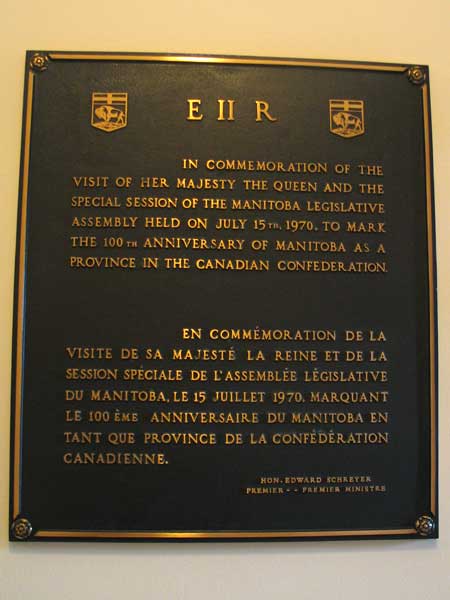 E II R
IN COMMEMORATION OF THE
VISIT OF HER MAJESTY THE QUEEN AND THE
SPECIAL SESSION OF THE MANITOBA LEGISLATIVE
ASSEMBLY HELD ON JULY 15TH, 1970, TO MARK
THE 100TH ANNIVERSARY OF MANITOBA AS A
PROVINCE IN THE CANADIAN CONFEDERATION.
EN COMMÉMORATION DE LA
VISITE DE SA MAJESTÉ LA REINE ET DE LA
SESSION SPÉCIALE DE L'ASSEMBLÉE LÉGISLATIVE
DU MANITOBA, LE 15 JUILLET 1970, MARQUANT
LE 100 ÈME ANNIVERSAIRE DU MANITOBA EN
TANT QUE PROVINCE DE LA CONFÉDÉRATION
CANADIENNE.
HON. EDWARD SCHREYER
PREMIER - - PREMIER MINISTRE